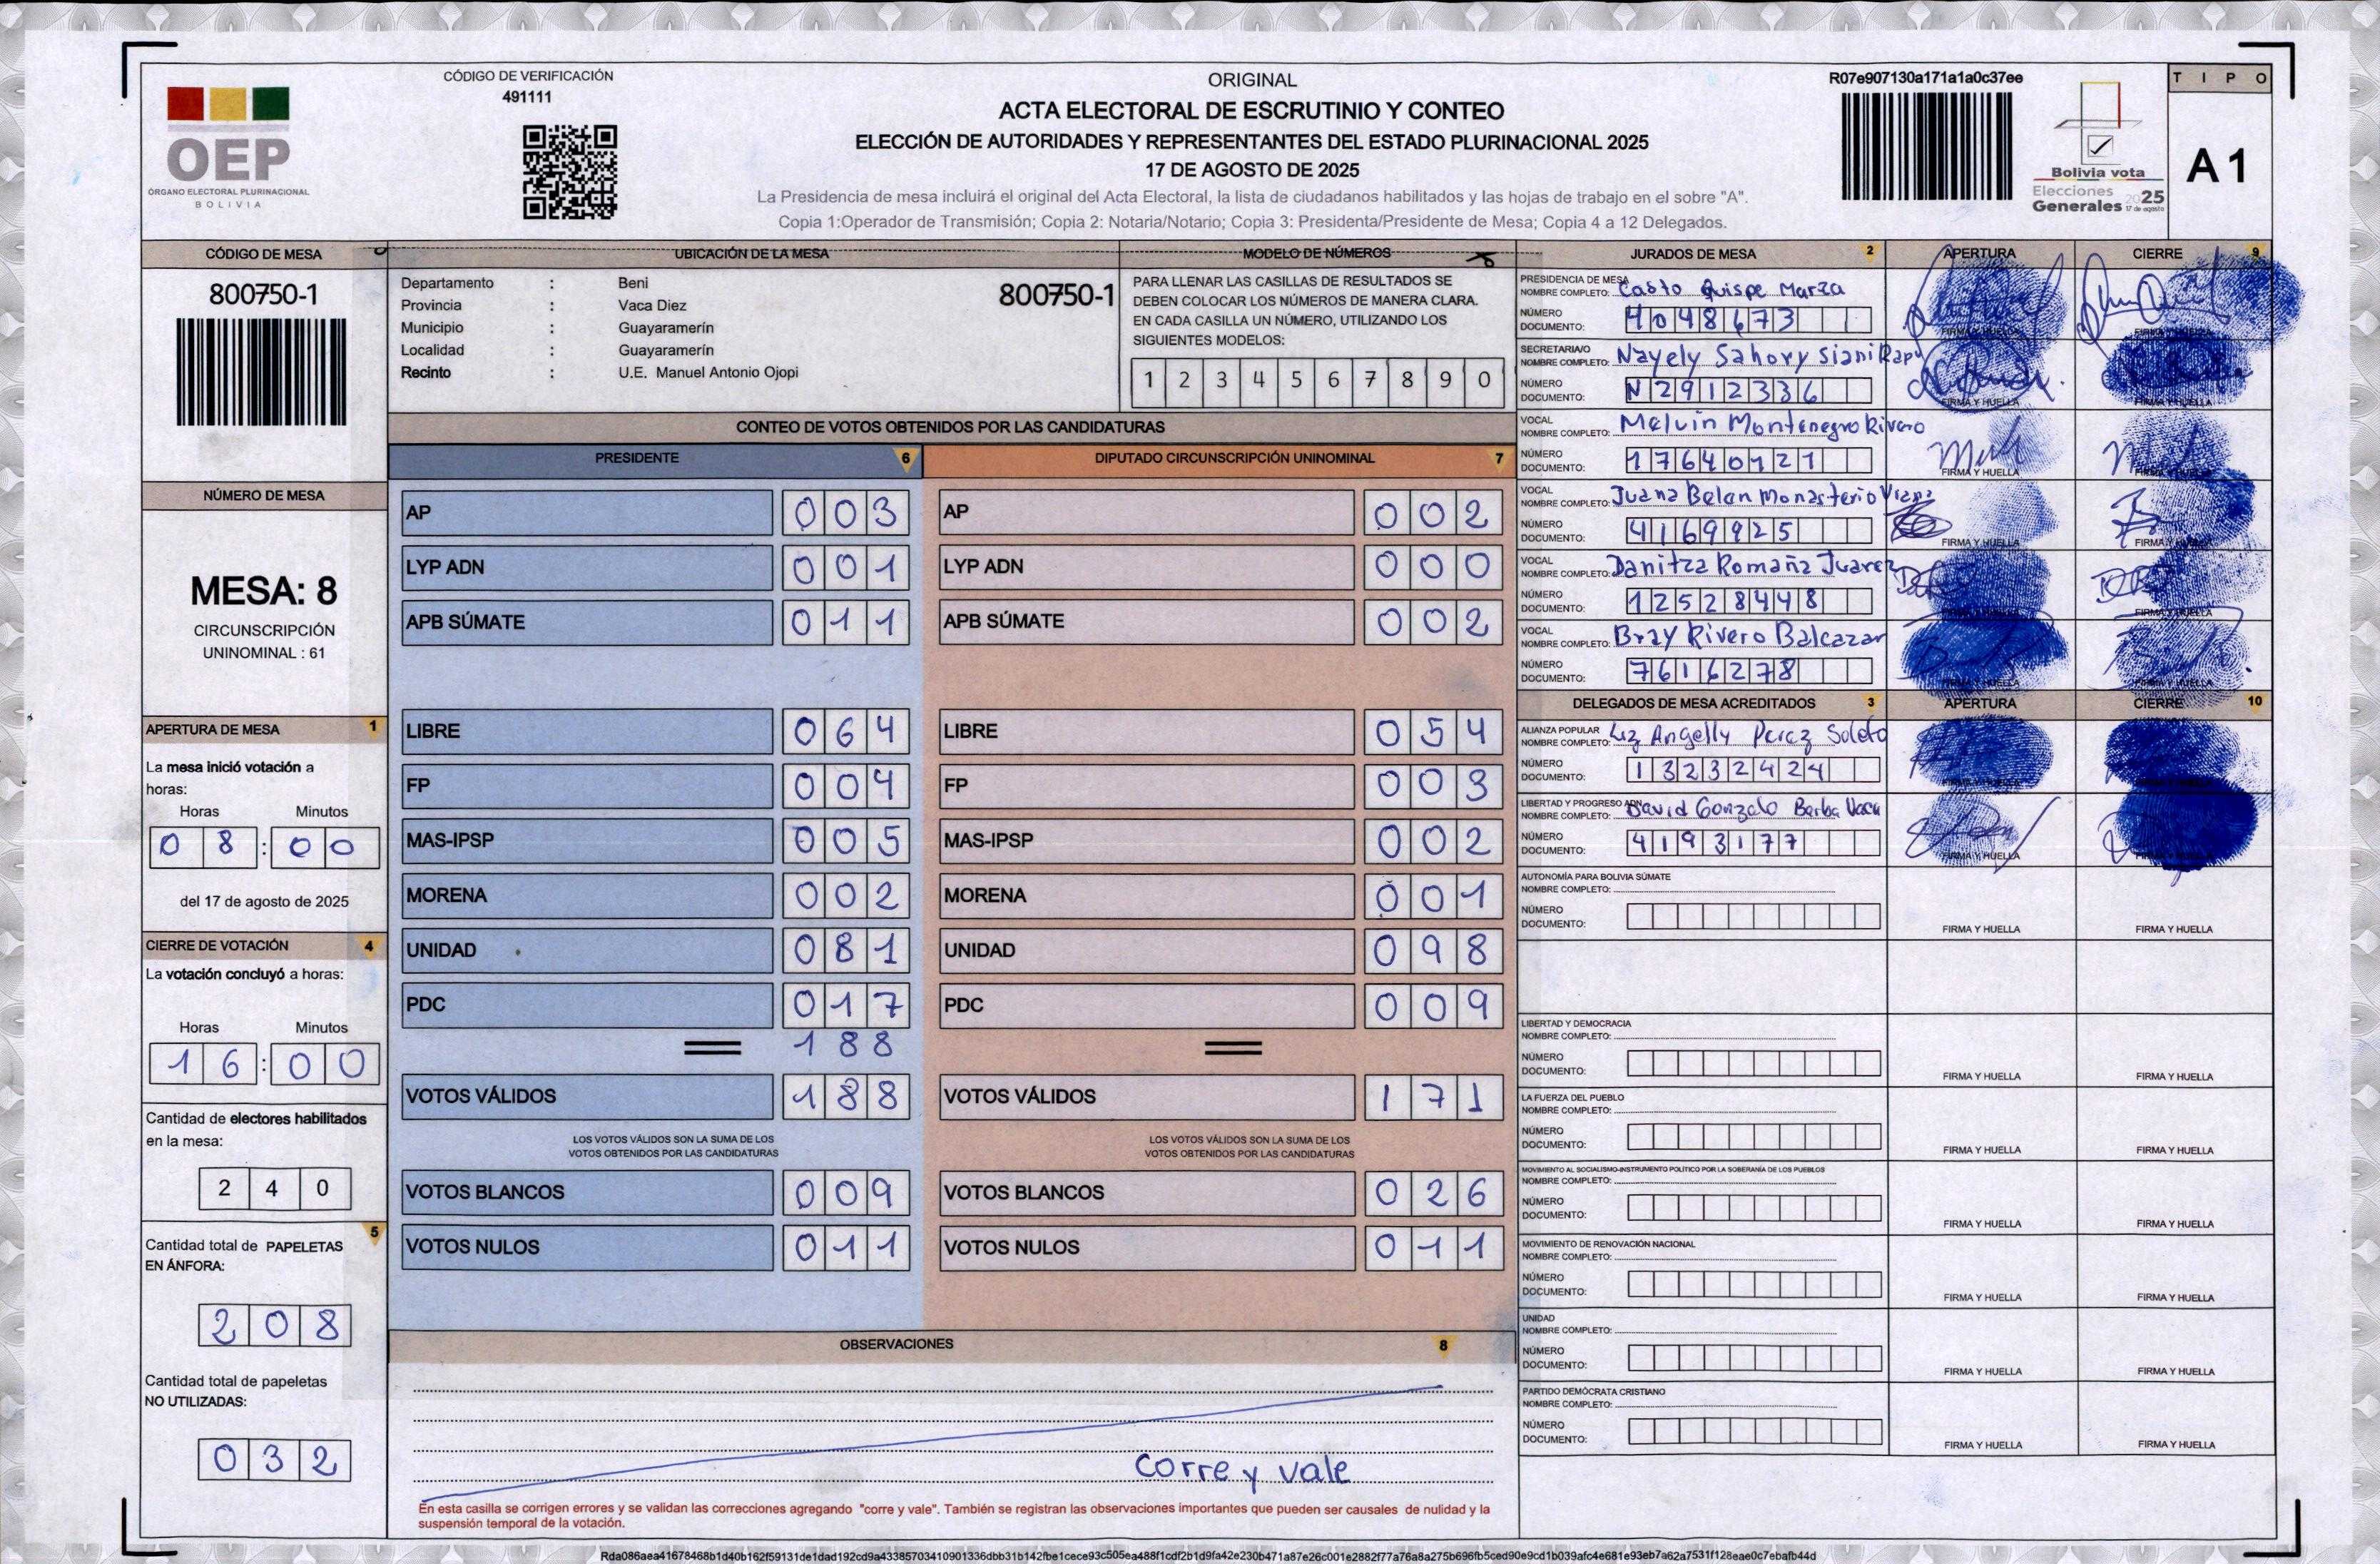 CÓDIGO DE VERIFICACIÓN
491111
OEP
ÓRGANO ELECTORAL PLURINACIONAL
BOLIVIA
ORIGINAL
ACTA ELECTORAL DE ESCRUTINIO Y CONTEO
ELECCIÓN DE AUTORIDADES Y REPRESENTANTES DEL ESTADO PLURINACIONAL 2025
17 DE AGOSTO DE 2025
La Presidencia de mesa incluirá el original del Acta Electoral, la lista de ciudadanos habilitados y las hojas de trabajo en el sobre "A".
Copia 1:Operador de Transmisión; Copia 2: Notaria/Notario; Copia 3: Presidenta/Presidente de Mesa; Copia 4 a 12 Delegados.
R07e907130a171a1a0c37ee
Bolivia vota
Elecciones
Generales 2025
17 de agosto
TIPO
A1
CÓDIGO DE MESA
800750-1
NÚMERO DE MESA
MESA: 8
CIRCUNSCRIPCIÓN
UNINOMINAL : 61
APERTURA DE MESA 1
La mesa inició votación a
horas:
Horas Minutos
08:00
del 17 de agosto de 2025
CIERRE DE VOTACIÓN 4
La votación concluyó a horas:
Horas Minutos
16:00
Cantidad de electores habilitados
en la mesa:
240
5
Cantidad total de PAPELETAS
EN ÁNFORA:
208
Cantidad total de papeletas
NO UTILIZADAS:
032
UBICACIÓN DE LA MESA
Departamento : Beni
800750-1
Provincia : Vaca Diez
Municipio : Guayaramerín
Localidad : Guayaramerín
Recinto : U.E. Manuel Antonio Ojopi
MODELO DE NÚMEROS
PARA LLENAR LAS CASILLAS DE RESULTADOS SE
DEBEN COLOCAR LOS NÚMEROS DE MANERA CLARA.
EN CADA CASILLA UN NÚMERO, UTILIZANDO LOS
SIGUIENTES MODELOS:
1 2 3 4 5 6 7 8 9 0
CONTEO DE VOTOS OBTENIDOS POR LAS CANDIDATURAS
PRESIDENTE 6
AP 003
LYP ADN 001
APB SÚMATE 011
LIBRE 064
FP 004
MAS-IPSP 005
MORENA 002
UNIDAD 081
PDC 017
= 188
VOTOS VÁLIDOS 188
LOS VOTOS VÁLIDOS SON LA SUMA DE LOS
VOTOS OBTENIDOS POR LAS CANDIDATURAS
VOTOS BLANCOS 009
VOTOS NULOS 011
DIPUTADO CIRCUNSCRIPCIÓN UNINOMINAL 7
AP 002
LYP ADN 000
APB SÚMATE 002
LIBRE 054
FP 003
MAS-IPSP 002
MORENA 001
UNIDAD 098
PDC 009
=
VOTOS VÁLIDOS 171
LOS VOTOS VÁLIDOS SON LA SUMA DE LOS
VOTOS OBTENIDOS POR LAS CANDIDATURAS
VOTOS BLANCOS 026
VOTOS NULOS 011
OBSERVACIONES 8
corre y vale
En esta casilla se corrigen errores y se validan las correcciones agregando "corre y vale". También se registran las observaciones importantes que pueden ser causales de nulidad y la
suspensión temporal de la votación.
JURADOS DE MESA 2 APERTURA CIERRE 9
PRESIDENCIA DE MESA
NOMBRE COMPLETO: Casto Quispe Marza
NÚMERO
DOCUMENTO: 4048673
FIRMA Y HUELLA FIRMA Y HUELLA
SECRETARIA/O
NOMBRE COMPLETO: Nayely Sahory Siani Rapu
NÚMERO
DOCUMENTO: N2912336
FIRMA Y HUELLA FIRMA Y HUELLA
VOCAL
NOMBRE COMPLETO: Melvin Montenegro Rivero
NÚMERO
DOCUMENTO: 17640121
FIRMA Y HUELLA FIRMA Y HUELLA
VOCAL
NOMBRE COMPLETO: Juana Belan Monasterio Viana
NÚMERO
DOCUMENTO: 4169925
FIRMA Y HUELLA FIRMA Y HUELLA
VOCAL
NOMBRE COMPLETO: Danitza Romaña Juarez
NÚMERO
DOCUMENTO: 12528448
FIRMA Y HUELLA FIRMA Y HUELLA
VOCAL
NOMBRE COMPLETO: Bray Rivero Balcazar
NÚMERO
DOCUMENTO: 7616278
FIRMA Y HUELLA FIRMA Y HUELLA
DELEGADOS DE MESA ACREDITADOS 3 APERTURA CIERRE 10
ALIANZA POPULAR
NOMBRE COMPLETO: Liz Angelly Perez Soleto
NÚMERO
DOCUMENTO: 13232424
FIRMA Y HUELLA
LIBERTAD Y PROGRESO ADN
NOMBRE COMPLETO: David Gonzalo Barba Vaca
NÚMERO
DOCUMENTO: 4193177
FIRMA Y HUELLA FIRMA Y HUELLA
AUTONOMÍA PARA BOLIVIA SÚMATE
NOMBRE COMPLETO:
NÚMERO
DOCUMENTO:
FIRMA Y HUELLA FIRMA Y HUELLA
LIBERTAD Y DEMOCRACIA
NOMBRE COMPLETO:
NÚMERO
DOCUMENTO:
FIRMA Y HUELLA FIRMA Y HUELLA
LA FUERZA DEL PUEBLO
NOMBRE COMPLETO:
NÚMERO
DOCUMENTO:
FIRMA Y HUELLA FIRMA Y HUELLA
MOVIMIENTO AL SOCIALISMO-INSTRUMENTO POLÍTICO POR LA SOBERANÍA DE LOS PUEBLOS
NOMBRE COMPLETO:
NÚMERO
DOCUMENTO:
FIRMA Y HUELLA FIRMA Y HUELLA
MOVIMIENTO DE RENOVACIÓN NACIONAL
NOMBRE COMPLETO:
NÚMERO
DOCUMENTO:
FIRMA Y HUELLA FIRMA Y HUELLA
UNIDAD
NOMBRE COMPLETO:
NÚMERO
DOCUMENTO:
FIRMA Y HUELLA FIRMA Y HUELLA
PARTIDO DEMÓCRATA CRISTIANO
NOMBRE COMPLETO:
NÚMERO
DOCUMENTO:
FIRMA Y HUELLA FIRMA Y HUELLA